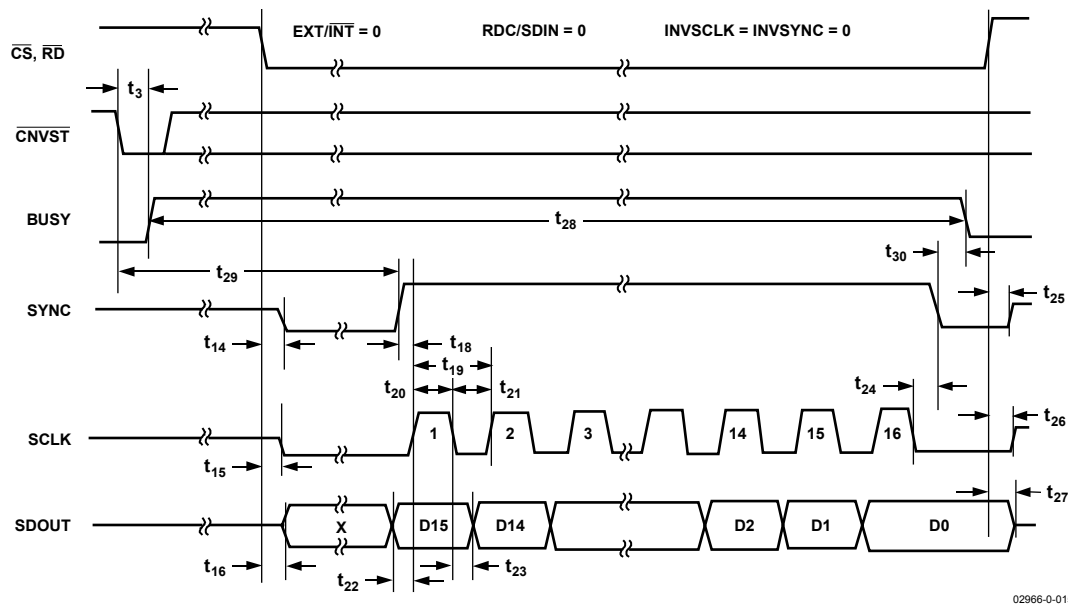 EXT/INT = 0 RDC/SDIN = 0 INVSCLK = INVSYNC = 0
CS, RD
t3
CNVST
BUSY
t28
t30
t29
t25
SYNC
t14
t18
t19
t20
t21
t24
t26
SCLK
1 2 3 14 15 16
t15
t27
SDOUT
X D15 D14 D2 D1 D0
t16
t22
t23
02966-0-01